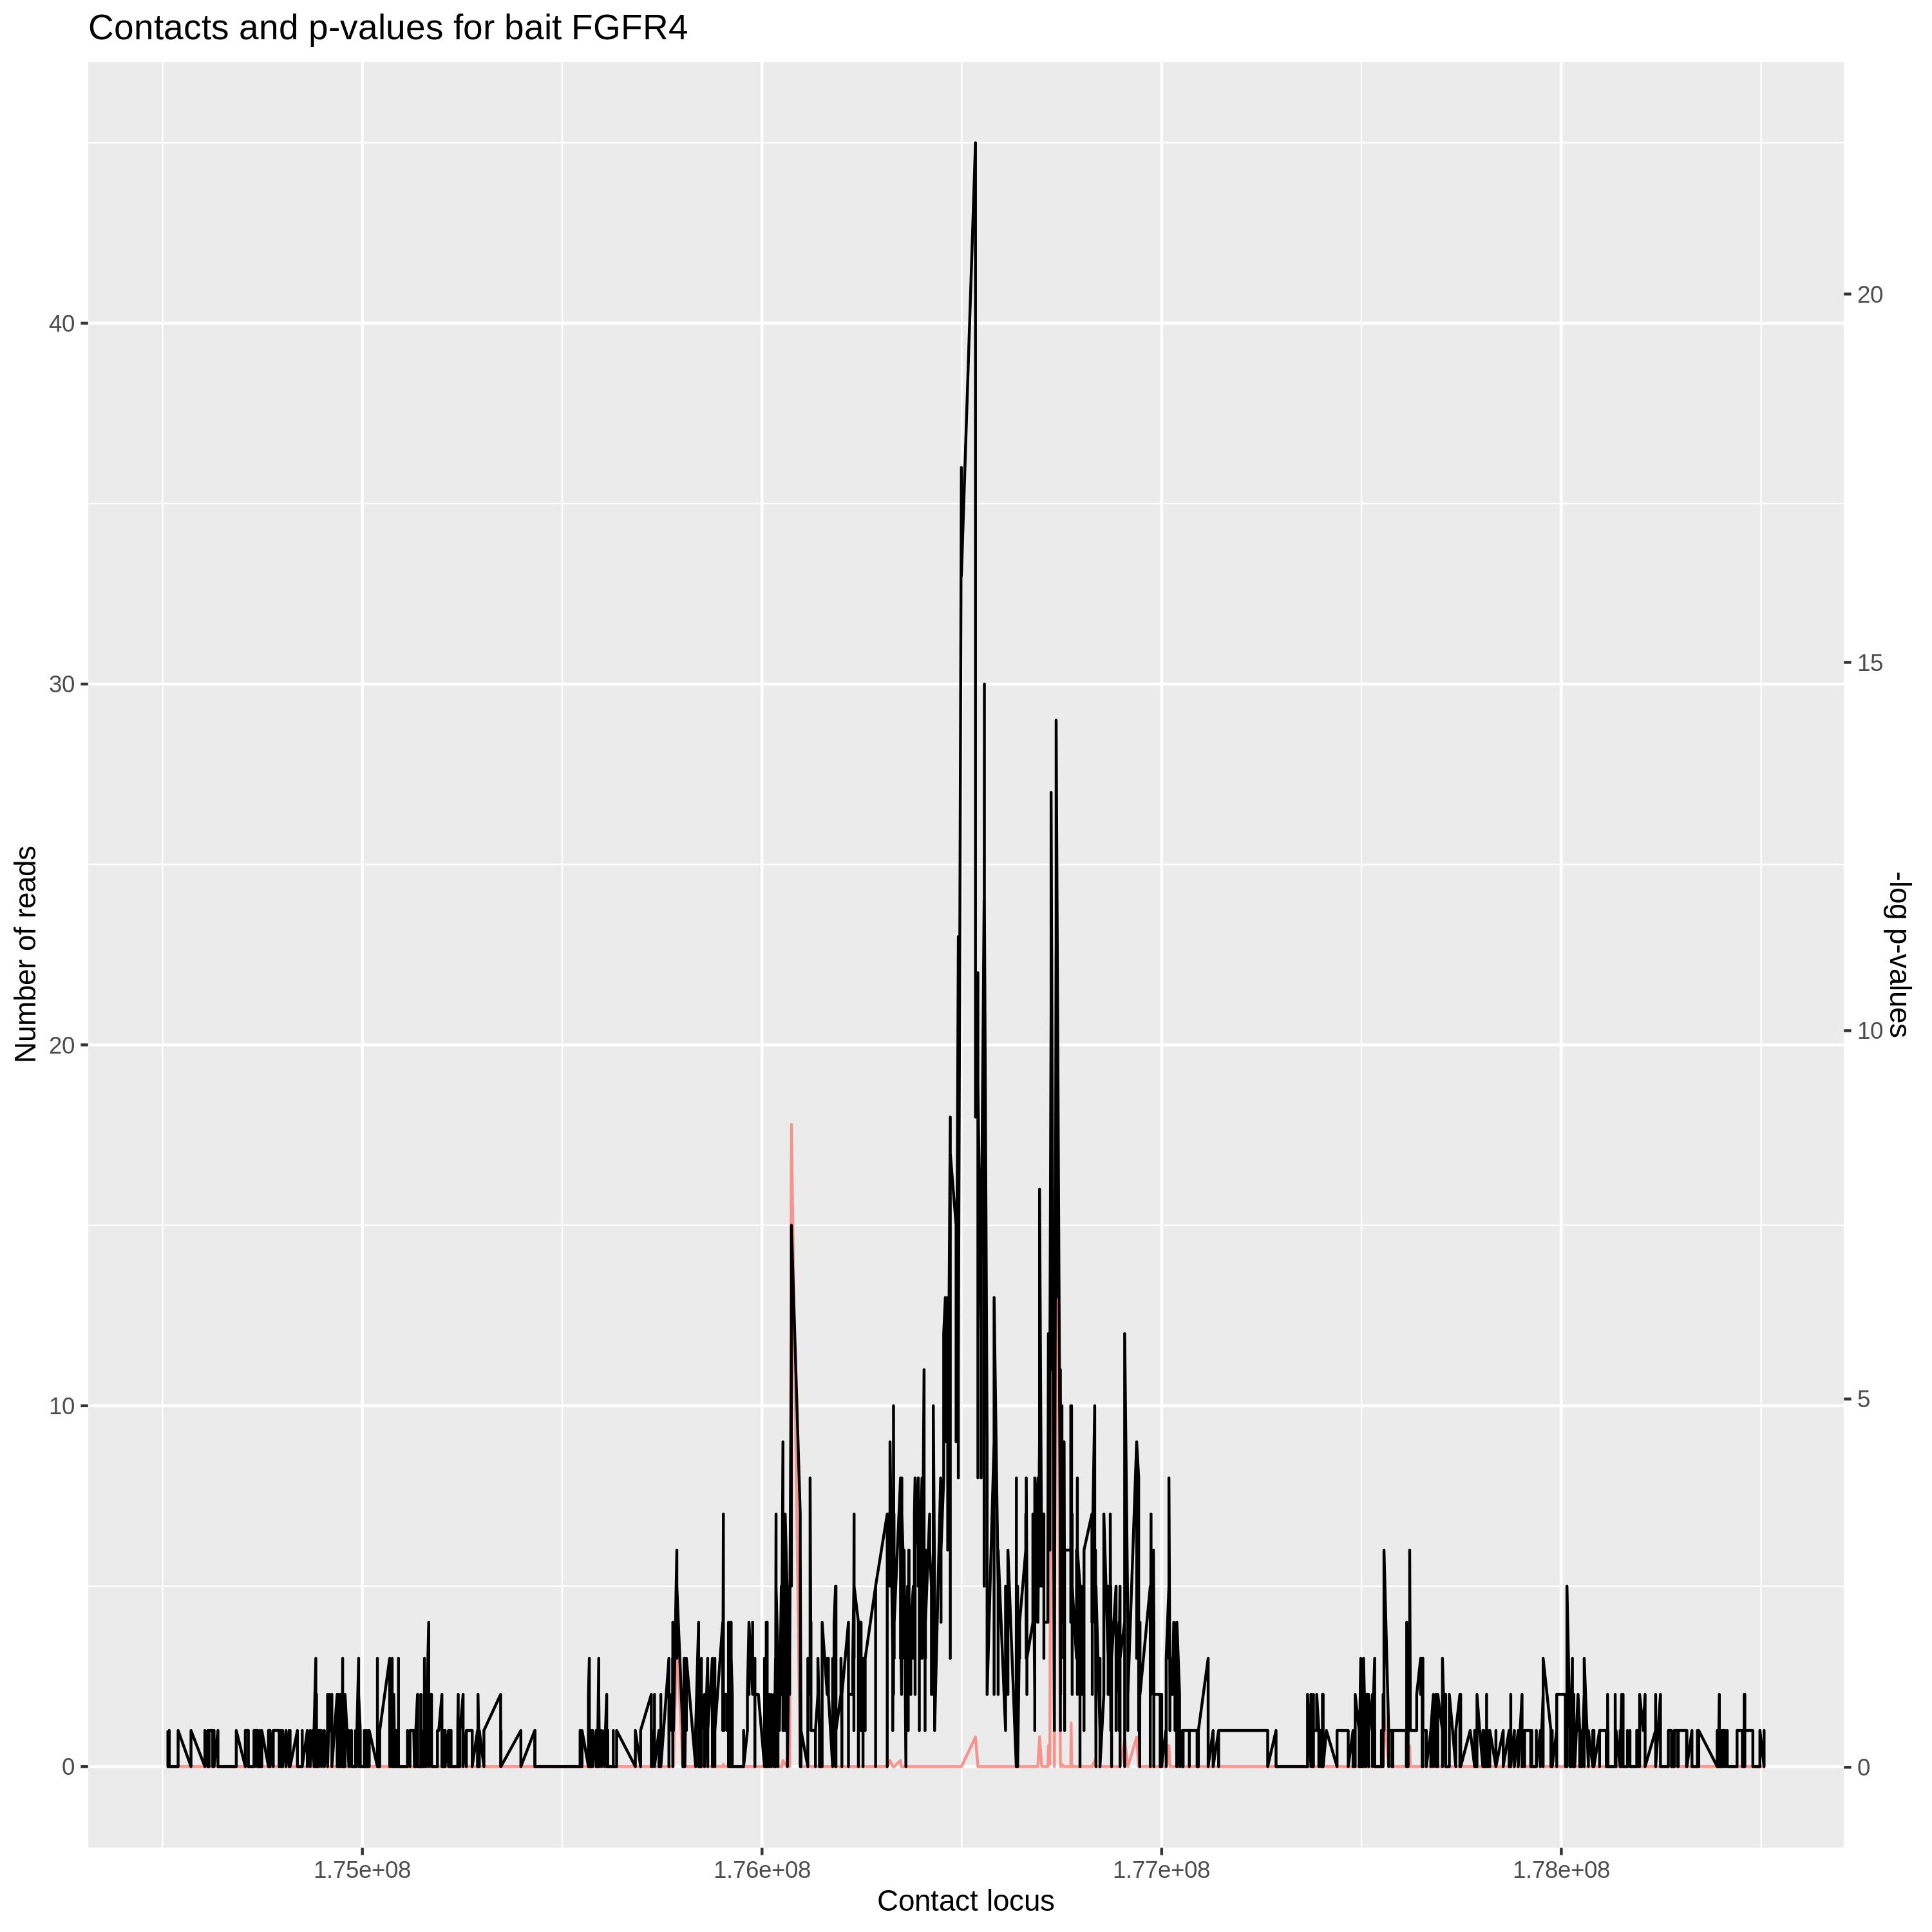 Contacts and p-values for bait FGFR4
40
30
20
10
0
Number of reads
20
15
10
5
0
-log p-values
1.75e+08
1.76e+08
1.77e+08
1.78e+08
Contact locus